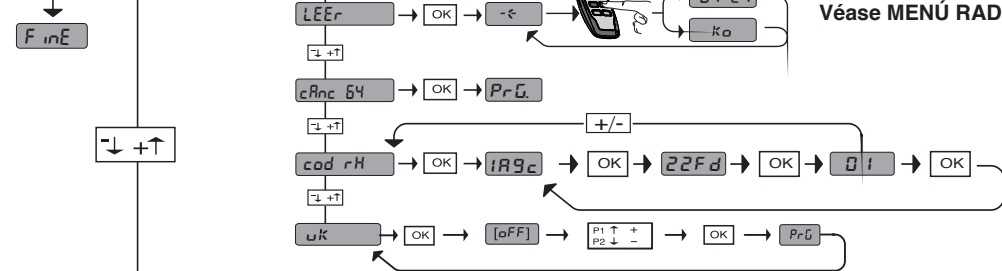 Véase MENÚ RAD
LEEr OK -<-
Ko
F inE
-↓ +↑
cAnc 64 OK PrG.
-↓ +↑
+/-
-↓ +↑
cod rH OK 1A9c OK 22Fd OK 01 OK
-↓ +↑
uK OK [oFF] P1 ↑ + OK PrG
P2 ↓ -